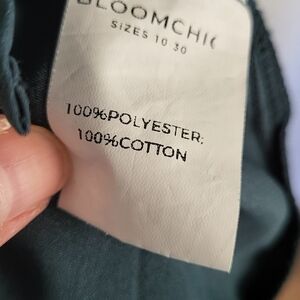 BLOOMCHIC
SIZES 10 30
100%POLYESTER;
100%COTTON